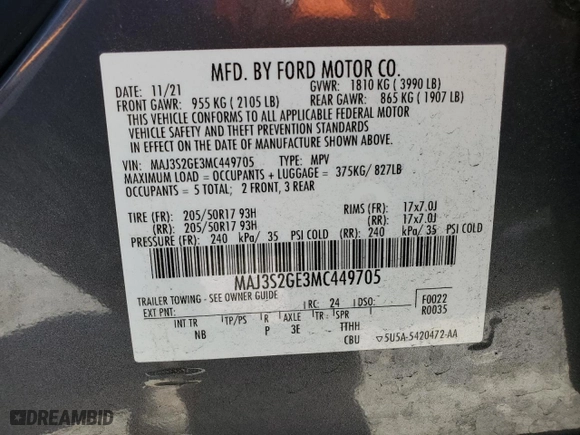 MFD. BY FORD MOTOR CO.
DATE: 11/21 GVWR: 1810 KG ( 3990 LB)
FRONT GAWR: 955 KG ( 2105 LB) REAR GAWR: 865 KG ( 1907 LB)
THIS VEHICLE CONFORMS TO ALL APPLICABLE FEDERAL MOTOR
VEHICLE SAFETY AND THEFT PREVENTION STANDARDS
IN EFFECT ON THE DATE OF MANUFACTURE SHOWN ABOVE.
VIN: MAJ3S2GE3MC449705 TYPE: MPV
MAXIMUM LOAD = OCCUPANTS + LUGGAGE = 375KG/ 827LB
OCCUPANTS = 5 TOTAL; 2 FRONT, 3 REAR
TIRE (FR): 205/50R17 93H RIMS (FR): 17x7.0J
(RR): 205/50R17 93H (RR): 17x7.0J
PRESSURE (FR): 240 kPa/ 35 PSI COLD (RR): 240 kPa/ 35 PSI COLD
MAJ3S2GE3MC449705
TRAILER TOWING - SEE OWNER GUIDE
EXT PNT: RC: 24 DSO: F0022
R0035
INT TR TP/PS R AXLE TR SPR
NB P 3E TTHH
CBU 5U5A-5420472-AA
DREAMBID